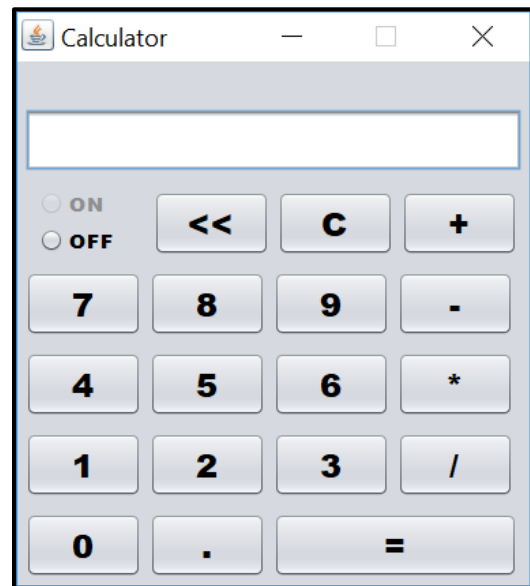 Calculator
ON
OFF
<< C +
7 8 9 -
4 5 6 *
1 2 3 /
0 . =